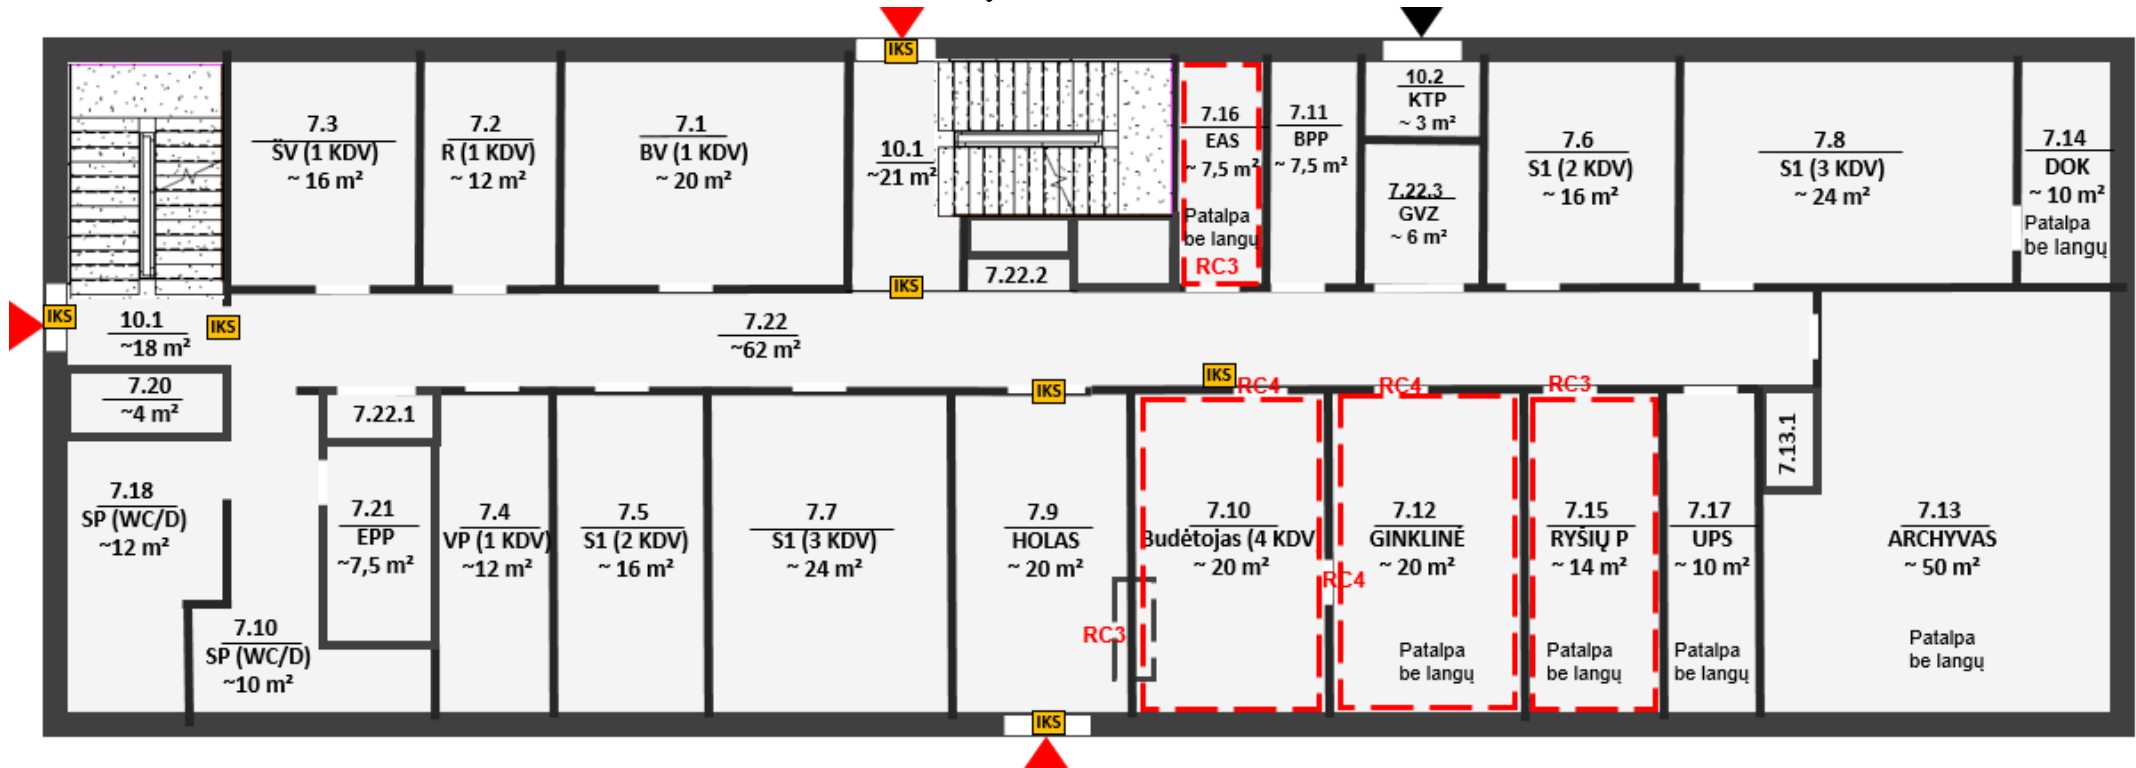 IKS
7.3
ŠV (1 KDV)
~ 16 m²
7.2
R (1 KDV)
~ 12 m²
7.1
BV (1 KDV)
~ 20 m²
10.1
~21 m²
7.16
EAS
~ 7,5 m²
Patalpa
be langų
RC3
7.11
BPP
~ 7,5 m²
10.2
KTP
~ 3 m²
7.22.3
GVZ
~ 6 m²
7.6
S1 (2 KDV)
~ 16 m²
7.8
S1 (3 KDV)
~ 24 m²
7.14
DOK
~ 10 m²
Patalpa
be langų
7.22.2
IKS
IKS
10.1
~18 m²
IKS
7.22
~62 m²
7.20
~4 m²
7.22.1
IKS
IKS
RC4
RC4
RC3
7.13.1
7.18
SP (WC/D)
~12 m²
7.21
EPP
~7,5 m²
7.4
VP (1 KDV)
~12 m²
7.5
S1 (2 KDV)
~ 16 m²
7.7
S1 (3 KDV)
~ 24 m²
7.9
HOLAS
~ 20 m²
7.10
Budėtojas (4 KDV)
~ 20 m²
RC4
7.12
GINKLINĖ
~ 20 m²
Patalpa
be langų
7.15
RYŠIŲ P
~ 14 m²
Patalpa
be langų
7.17
UPS
~ 10 m²
Patalpa
be langų
7.13
ARCHYVAS
~ 50 m²
Patalpa
be langų
7.10
SP (WC/D)
~10 m²
RC3
IKS